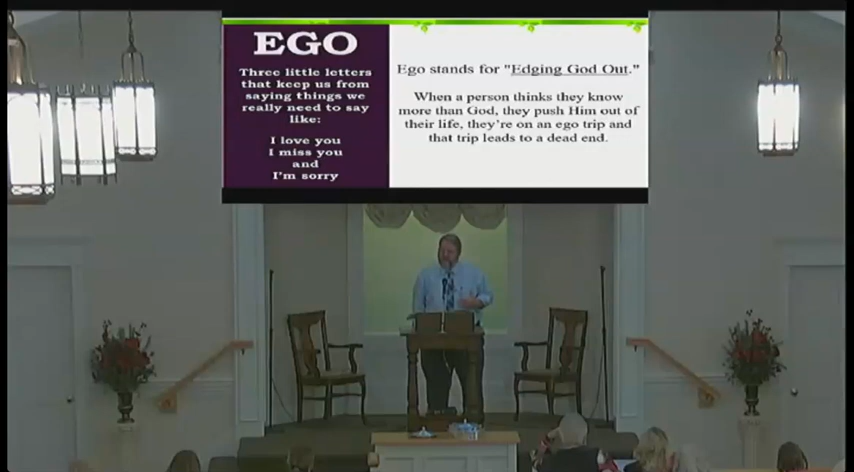 EGO
Three little letters
that keep us from
saying things we
really need to say
like:
I love you
I miss you
and
I'm sorry
Ego stands for "Edging God Out."
When a person thinks they know
more than God, they push Him out of
their life, they're on an ego trip and
that trip leads to a dead end.